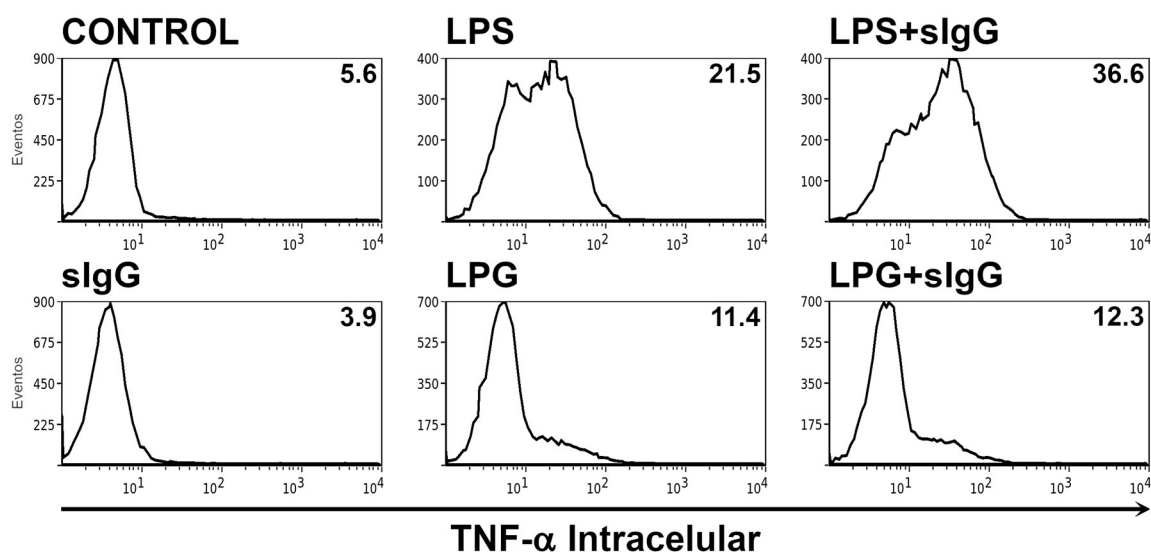 CONTROL
LPS
LPS+sIgG
900
675
450
225
Eventos
5.6
10¹ 10² 10³ 10⁴
400
300
200
100
21.5
10¹ 10² 10³ 10⁴
400
300
200
100
36.6
10¹ 10² 10³ 10⁴
sIgG
LPG
LPG+sIgG
900
675
450
225
Eventos
3.9
10¹ 10² 10³ 10⁴
700
525
350
175
11.4
10¹ 10² 10³ 10⁴
700
525
350
175
12.3
10¹ 10² 10³ 10⁴
TNF-α Intracelular